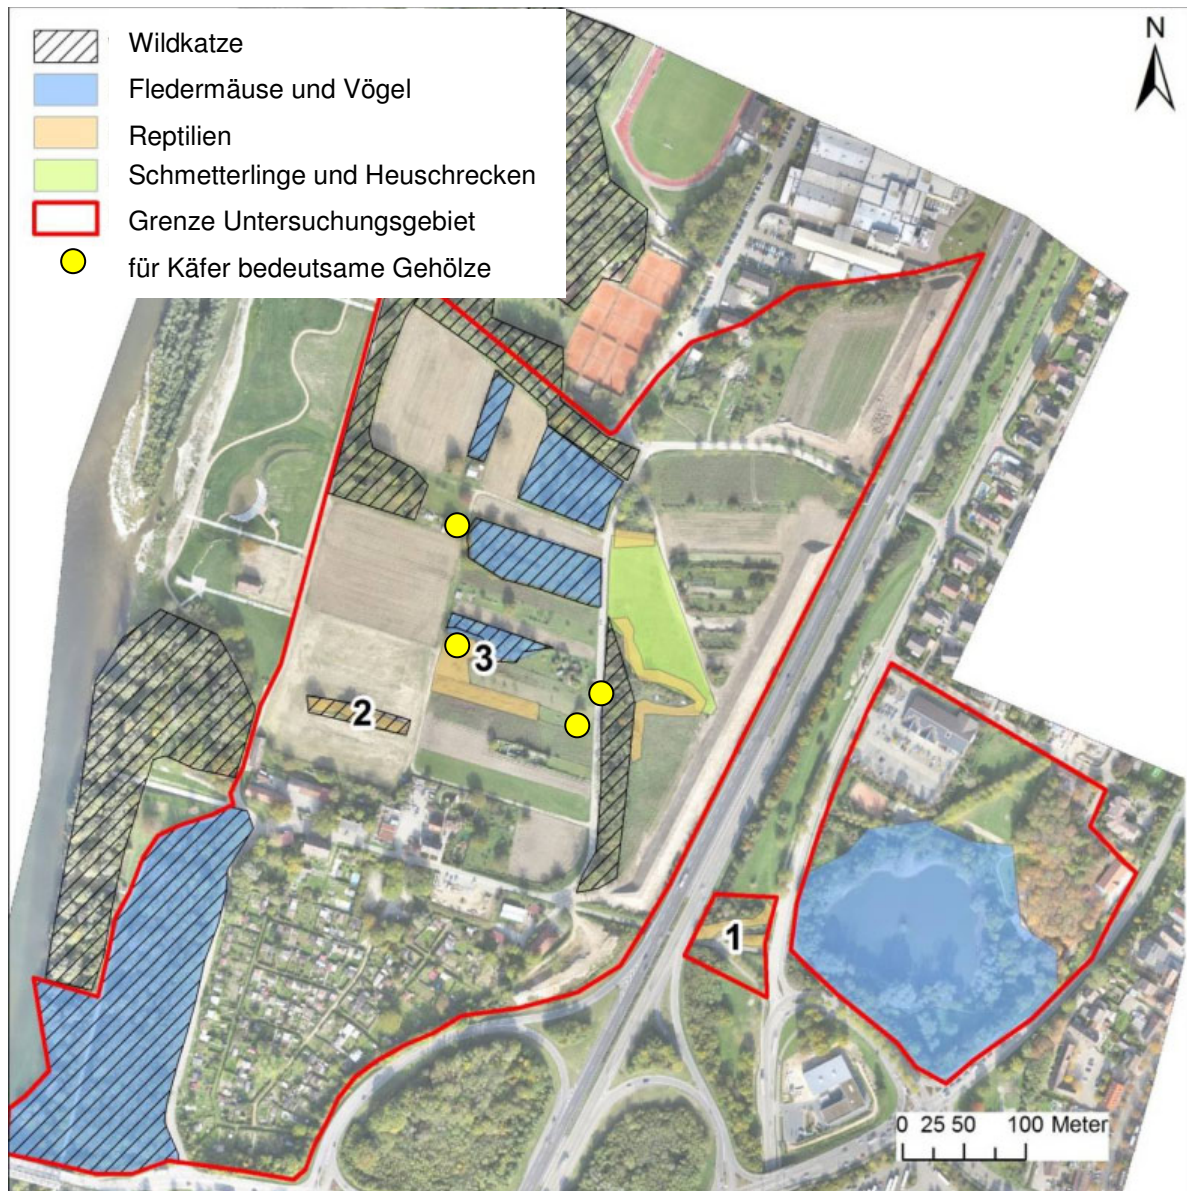 Wildkatze
Fledermäuse und Vögel
Reptilien
Schmetterlinge und Heuschrecken
Grenze Untersuchungsgebiet
für Käfer bedeutsame Gehölze
N
3
2
1
0 25 50 100 Meter